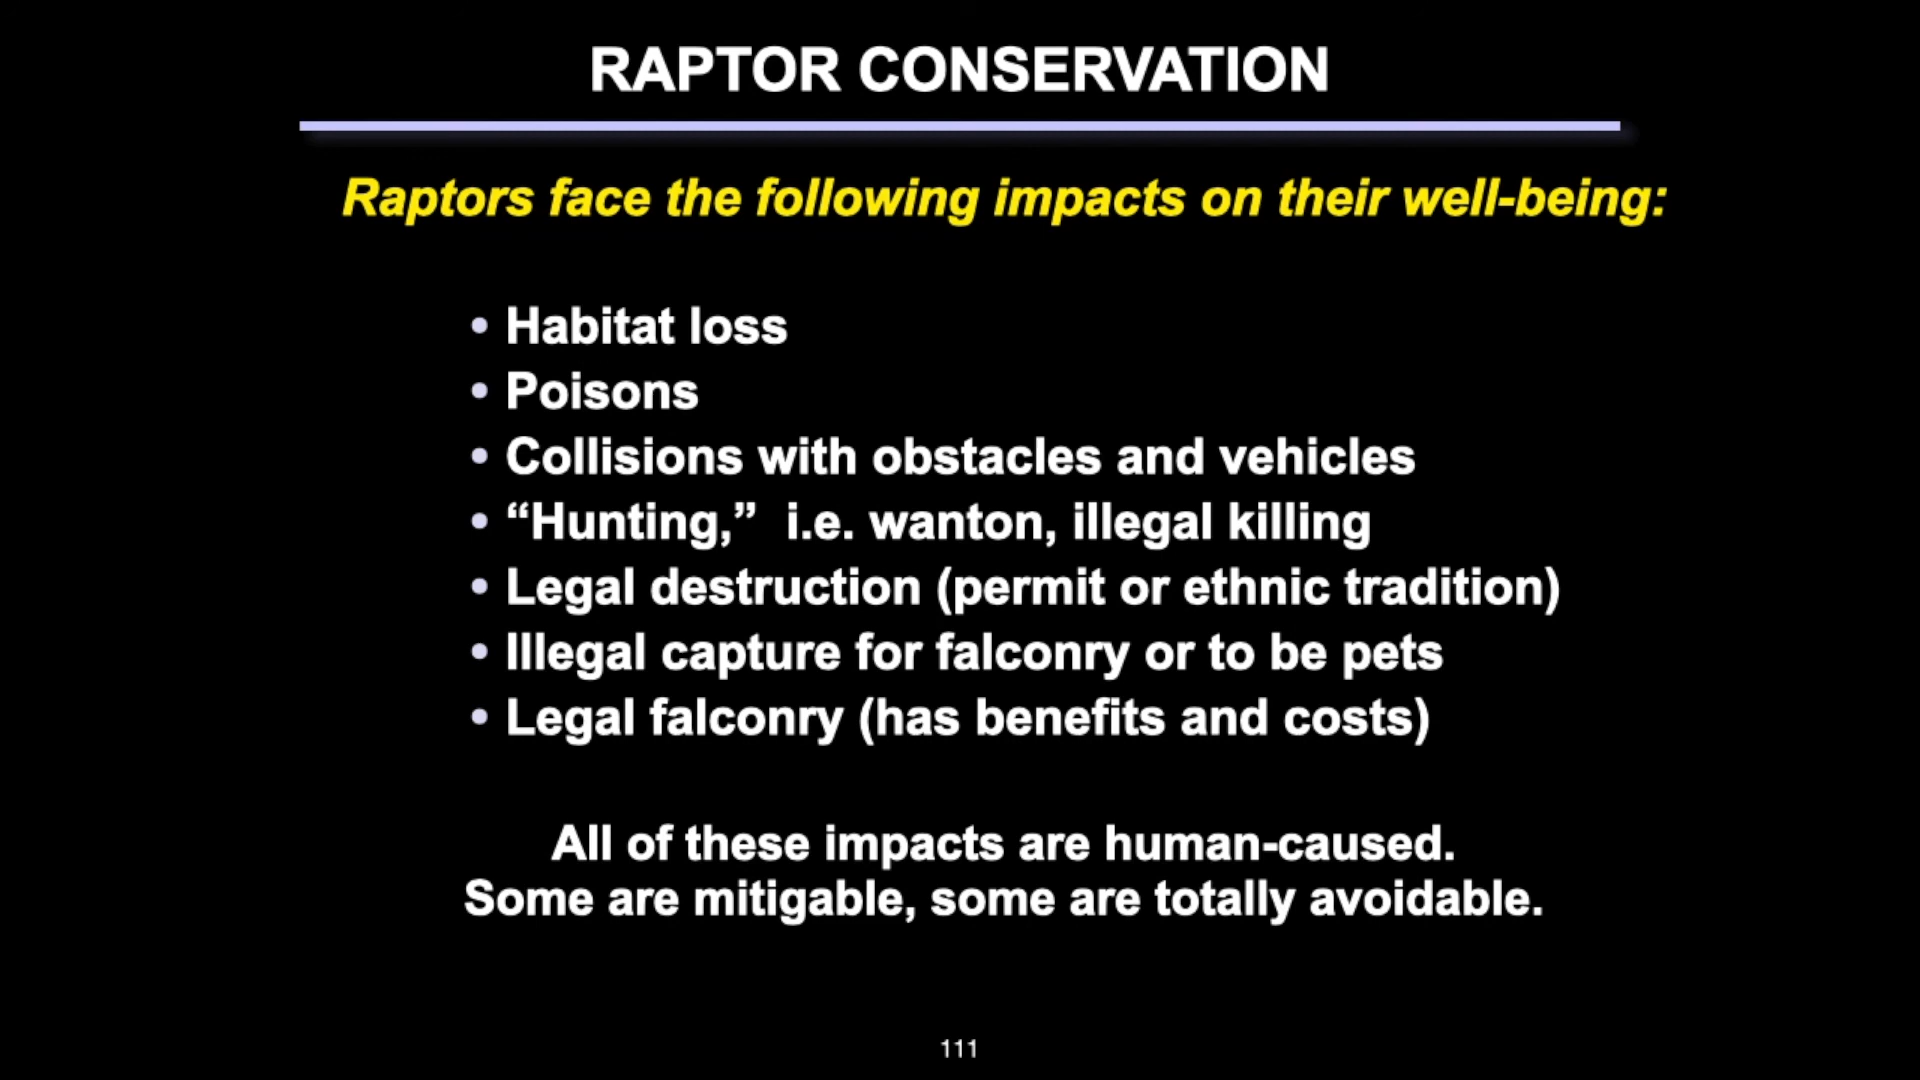 RAPTOR CONSERVATION
Raptors face the following impacts on their well-being:
• Habitat loss
• Poisons
• Collisions with obstacles and vehicles
• “Hunting,”  i.e. wanton, illegal killing
• Legal destruction (permit or ethnic tradition)
• Illegal capture for falconry or to be pets
• Legal falconry (has benefits and costs)
All of these impacts are human-caused.
Some are mitigable, some are totally avoidable.
111